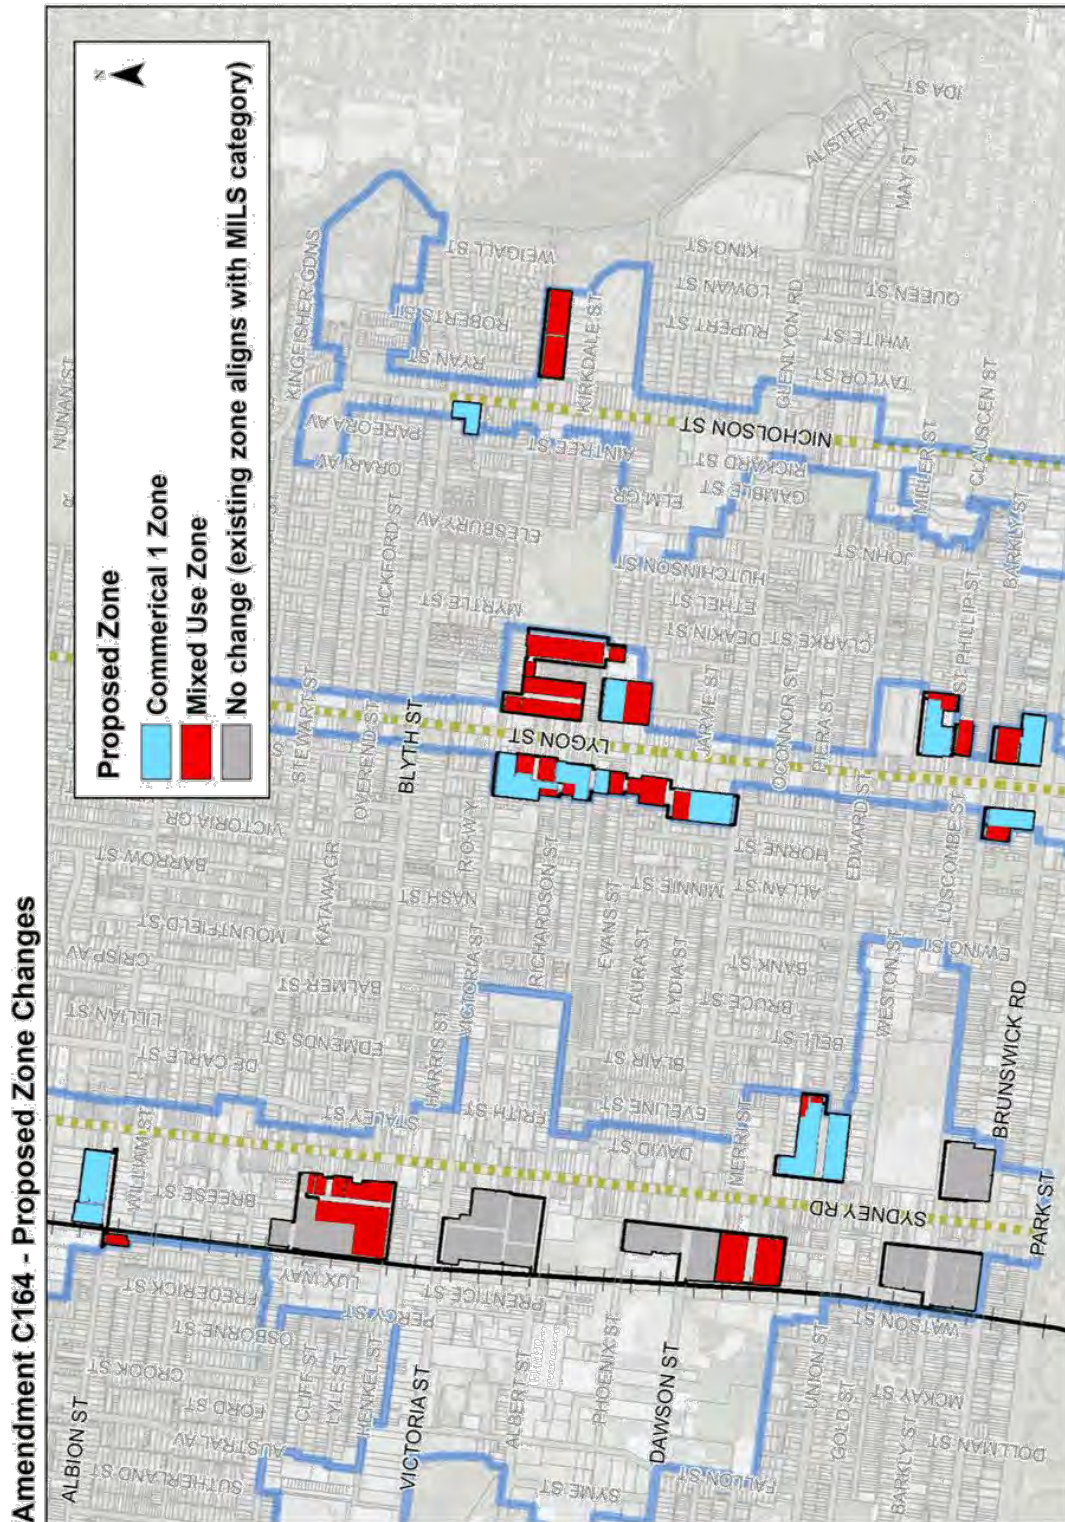 Amendment C164 - Proposed Zone Changes
N
Proposed Zone
Commerical 1 Zone
Mixed Use Zone
No change (existing zone aligns with MILS category)
NUNAN ST
KINGFISHER GDNS
PARFORA AV
ORARI AV
WEIGALL ST
ROBERTS ST
RYAN ST
KIRKDALE ST
AINTREE ST
ELM GR
NICHOLSON ST
KING ST
LOWAN ST
RUPERT ST
GLENLYON RD
TAYLOR ST
WHITE ST
QUEEN ST
MAY ST
ALISTER ST
IDA ST
RICKARD ST
GAMBLE ST
JOHN ST
MILLER ST
CLAUSCEN ST
BARKLY ST
PHILLIP ST
HICKFORD ST
ELESBURY AV
MYRTLE ST
HUTCHINSON ST
ETHEL ST
DEAKIN ST
CLARKE ST
STEWART ST
OVEREND ST
BLYTH ST
LYGON ST
JARVIE ST
OCONNOR ST
PIERA ST
EDWARD ST
LUSCOMBE ST
VICTORIA GR
BARROW ST
MOUNTFIELD ST
KATAWA GR
CRISP AV
BALMER ST
LILLIAN ST
DE CARLE ST
EDMENDS ST
NASH ST
ROWAY
RICHARDSON ST
EVANS ST
MINNIE ST
LAURA ST
LYDIA ST
HORNE ST
ALLAN ST
BANK ST
BRUCE ST
BELL ST
WESTON ST
EWING ST
BRUNSWICK RD
HARRIS ST
VICTORIA ST
STALEY ST
FRITH ST
BLAIR ST
EVELINE ST
DAVID ST
MERRI ST
SYDNEY RD
PARK ST
WILLIAM ST
BREESE ST
FREDERICK ST
LUX WAY
OSBORNE ST
PERCY ST
PRENTICE ST
CROOK ST
FORD ST
CLIFF ST
LYLE ST
HENKEL ST
AUSTRAL AV
SUTHERLAND ST
ALBION ST
VICTORIA ST
ALBERT ST
PHOENIX ST
SYME ST
DAWSON ST
FALLON ST
UNION ST
GOLD ST
WATSON ST
MCKAY ST
BARKLY ST
DOLLMAN ST